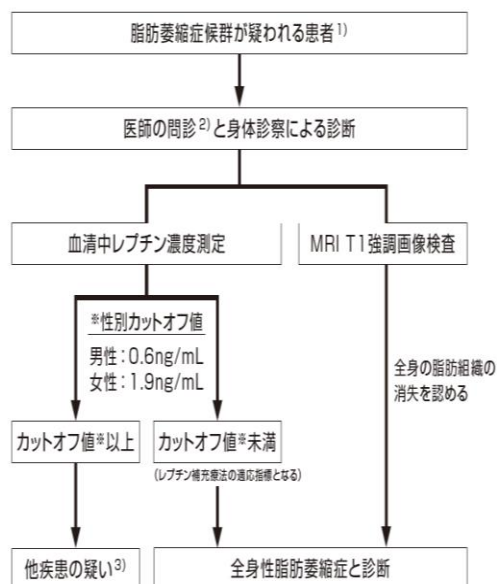 脂肪萎縮症候群が疑われる患者1)
医師の問診2)と身体診察による診断
血清中レプチン濃度測定
MRI T1強調画像検査
※性別カットオフ値
男性：0.6ng/mL
女性：1.9ng/mL
全身の脂肪組織の
消失を認める
カットオフ値※以上
カットオフ値※未満
(レプチン補充療法の適応指標となる)
他疾患の疑い3)
全身性脂肪萎縮症と診断